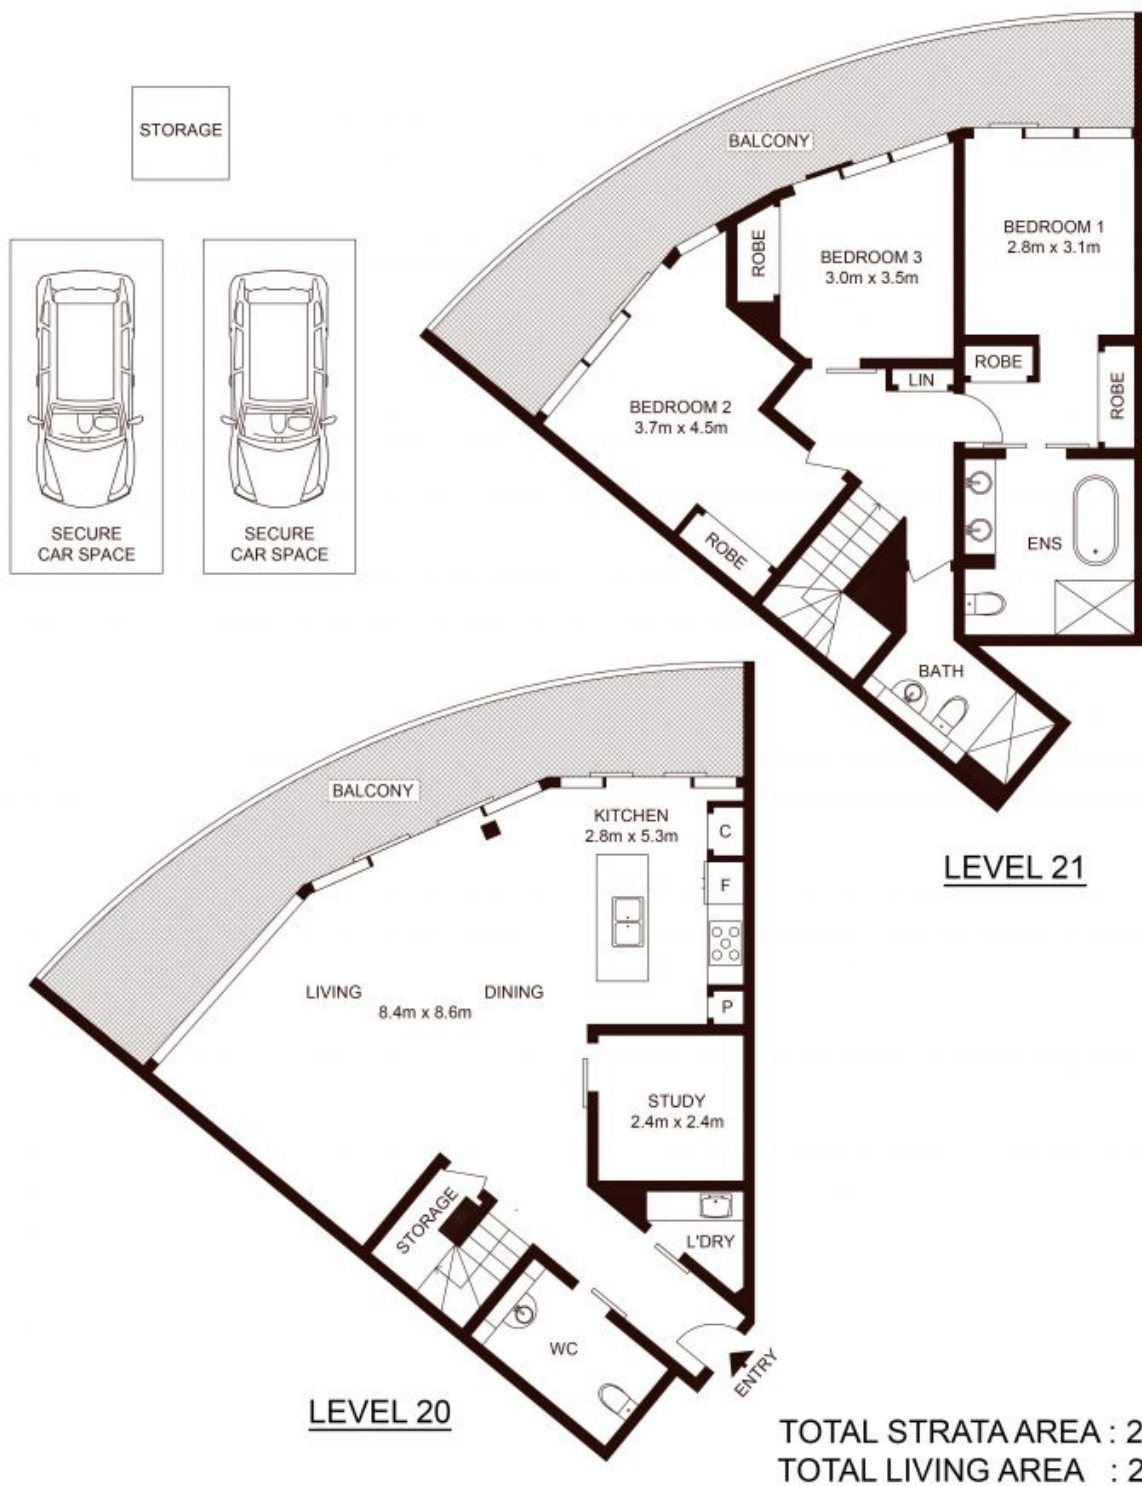 STORAGE
SECURE
CAR SPACE
SECURE
CAR SPACE
BALCONY
BEDROOM 1
2.8m x 3.1m
BEDROOM 3
3.0m x 3.5m
ROBE
ROBE
ROBE
LIN
BEDROOM 2
3.7m x 4.5m
ROBE
ENS
BATH
LEVEL 21
BALCONY
KITCHEN
2.8m x 5.3m
C
F
P
LIVING
DINING
8.4m x 8.6m
STUDY
2.4m x 2.4m
STORAGE
L'DRY
WC
ENTRY
LEVEL 20
TOTAL STRATA AREA : 2
TOTAL LIVING AREA : 2